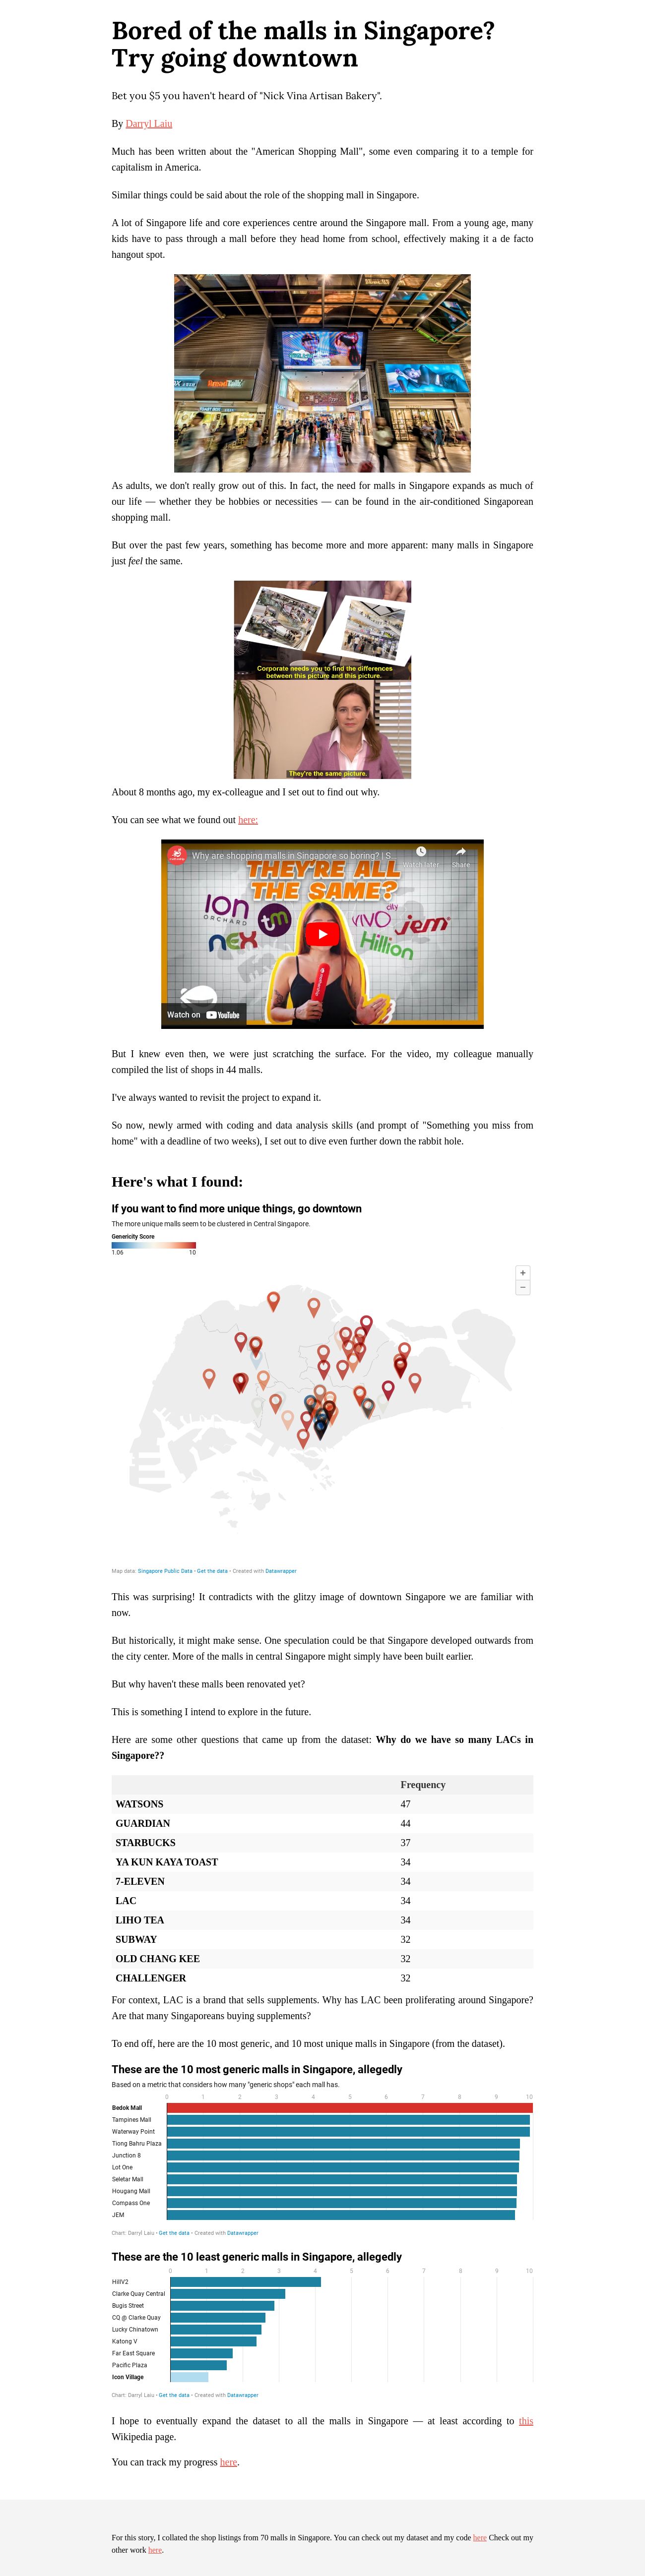 Bored of the malls in Singapore?
Try going downtown
Bet you $5 you haven't heard of "Nick Vina Artisan Bakery".
By Darryl Laiu
Much has been written about the "American Shopping Mall", some even comparing it to a temple for
capitalism in America.
Similar things could be said about the role of the shopping mall in Singapore.
A lot of Singapore life and core experiences centre around the Singapore mall. From a young age, many
kids have to pass through a mall before they head home from school, effectively making it a de facto
hangout spot.
BreadTalk
As adults, we don't really grow out of this. In fact, the need for malls in Singapore expands as much of
our life — whether they be hobbies or necessities — can be found in the air-conditioned Singaporean
shopping mall.
But over the past few years, something has become more and more apparent: many malls in Singapore
just feel the same.
Corporate needs you to find the differences
between this picture and this picture.
They're the same picture.
About 8 months ago, my ex-colleague and I set out to find out why.
You can see what we found out here:
Why are shopping malls in Singapore so boring? | S
Watch later
Share
THEY'RE ALL
THE SAME?
ION
ORCHARD
tm
VIVO
city
jem
nex
Hillion
Watch on YouTube
But I knew even then, we were just scratching the surface. For the video, my colleague manually
compiled the list of shops in 44 malls.
I've always wanted to revisit the project to expand it.
So now, newly armed with coding and data analysis skills (and prompt of "Something you miss from
home" with a deadline of two weeks), I set out to dive even further down the rabbit hole.
Here's what I found:
If you want to find more unique things, go downtown
The more unique malls seem to be clustered in Central Singapore.
Genericity Score
1.06 10
+
−
Map data: Singapore Public Data • Get the data • Created with Datawrapper
This was surprising! It contradicts with the glitzy image of downtown Singapore we are familiar with
now.
But historically, it might make sense. One speculation could be that Singapore developed outwards from
the city center. More of the malls in central Singapore might simply have been built earlier.
But why haven't these malls been renovated yet?
This is something I intend to explore in the future.
Here are some other questions that came up from the dataset: Why do we have so many LACs in
Singapore??
Frequency
WATSONS 47
GUARDIAN 44
STARBUCKS 37
YA KUN KAYA TOAST 34
7-ELEVEN 34
LAC 34
LIHO TEA 34
SUBWAY 32
OLD CHANG KEE 32
CHALLENGER 32
For context, LAC is a brand that sells supplements. Why has LAC been proliferating around Singapore?
Are that many Singaporeans buying supplements?
To end off, here are the 10 most generic, and 10 most unique malls in Singapore (from the dataset).
These are the 10 most generic malls in Singapore, allegedly
Based on a metric that considers how many "generic shops" each mall has.
0 1 2 3 4 5 6 7 8 9 10
Bedok Mall
Tampines Mall
Waterway Point
Tiong Bahru Plaza
Junction 8
Lot One
Seletar Mall
Hougang Mall
Compass One
JEM
Chart: Darryl Laiu • Get the data • Created with Datawrapper
These are the 10 least generic malls in Singapore, allegedly
0 1 2 3 4 5 6 7 8 9 10
HillV2
Clarke Quay Central
Bugis Street
CQ @ Clarke Quay
Lucky Chinatown
Katong V
Far East Square
Pacific Plaza
Icon Village
Chart: Darryl Laiu • Get the data • Created with Datawrapper
I hope to eventually expand the dataset to all the malls in Singapore — at least according to this
Wikipedia page.
You can track my progress here.
For this story, I collated the shop listings from 70 malls in Singapore. You can check out my dataset and my code here Check out my
other work here.